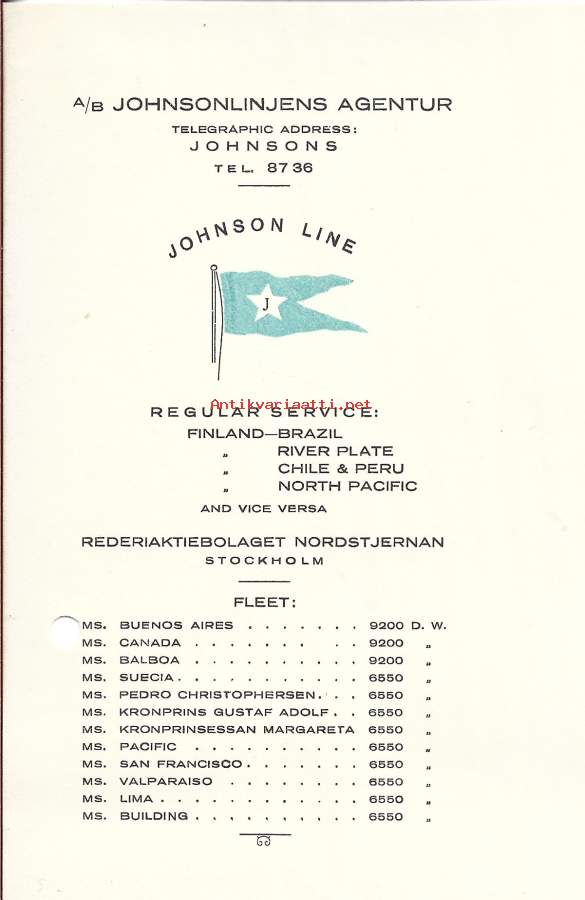 A/B JOHNSONLINJENS AGENTUR
TELEGRAPHIC ADDRESS:
JOHNSONS
TEL. 8736
JOHNSON LINE
J
Antikvariaatti.net
REGULAR SERVICE:
FINLAND—BRAZIL
„ RIVER PLATE
„ CHILE & PERU
„ NORTH PACIFIC
AND VICE VERSA
REDERIAKTIEBOLAGET NORDSTJERNAN
STOCKHOLM
FLEET:
MS. BUENOS AIRES . . . . . . . 9200 D. W.
MS. CANADA . . . . . . . . . 9200 „
MS. BALBOA . . . . . . . . . . 9200 „
MS. SUECIA . . . . . . . . . . 6550 „
MS. PEDRO CHRISTOPHERSEN . . . 6550 „
MS. KRONPRINS GUSTAF ADOLF . . 6550 „
MS. KRONPRINSESSAN MARGARETA 6550 „
MS. PACIFIC . . . . . . . . . . 6550 „
MS. SAN FRANCISCO . . . . . . . 6550 „
MS. VALPARAISO . . . . . . . . 6550 „
MS. LIMA . . . . . . . . . . . . 6550 „
MS. BUILDING . . . . . . . . . . 6550 „